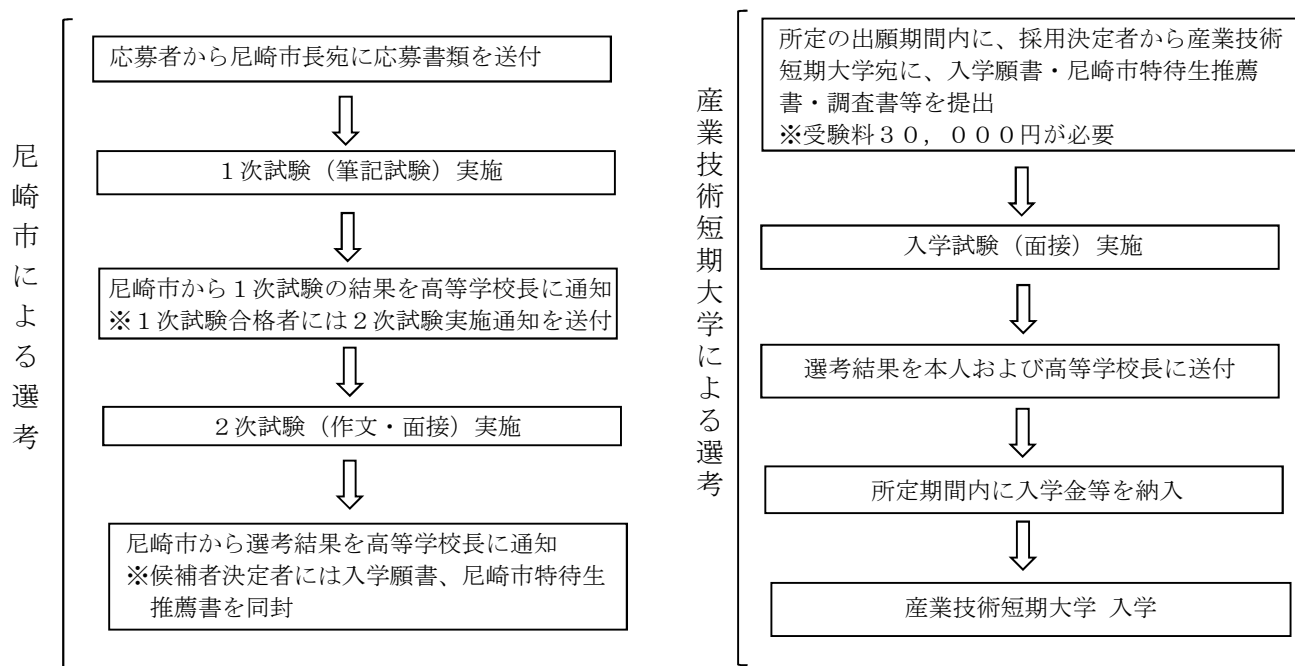 尼崎市による選考
応募者から尼崎市長宛に応募書類を送付
１次試験（筆記試験）実施
尼崎市から１次試験の結果を高等学校長に通知
※１次試験合格者には２次試験実施通知を送付
２次試験（作文・面接）実施
尼崎市から選考結果を高等学校長に通知
※候補者決定者には入学願書、尼崎市特待生
推薦書を同封
産業技術短期大学による選考
所定の出願期間内に、採用決定者から産業技術
短期大学宛に、入学願書・尼崎市特待生推薦
書・調査書等を提出
※受験料３０，０００円が必要
入学試験（面接）実施
選考結果を本人および高等学校長に送付
所定期間内に入学金等を納入
産業技術短期大学 入学